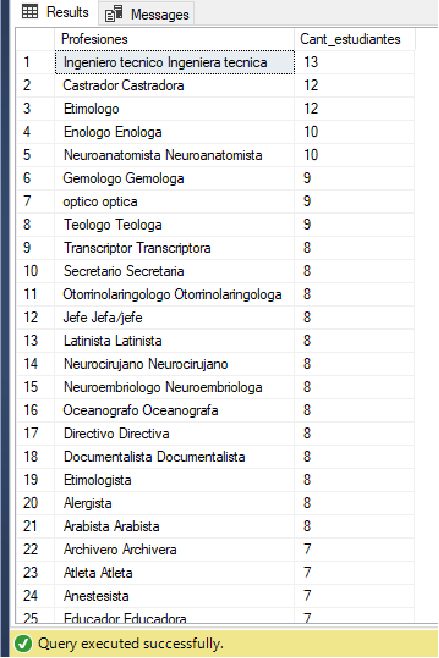 Results Messages
Profesiones Cant_estudiantes
1 Ingeniero tecnico Ingeniera tecnica 13
2 Castrador Castradora 12
3 Etimologo 12
4 Enologo Enologa 10
5 Neuroanatomista Neuroanatomista 10
6 Gemologo Gemologa 9
7 optico optica 9
8 Teologo Teologa 9
9 Transcriptor Transcriptora 8
10 Secretario Secretaria 8
11 Otorrinolaringologo Otorrinolaringologa 8
12 Jefe Jefa/jefe 8
13 Latinista Latinista 8
14 Neurocirujano Neurocirujano 8
15 Neuroembriologo Neuroembriologa 8
16 Oceanografo Oceanografa 8
17 Directivo Directiva 8
18 Documentalista Documentalista 8
19 Etimologista 8
20 Alergista 8
21 Arabista Arabista 8
22 Archivero Archivera 7
23 Atleta Atleta 7
24 Anestesista 7
25 Educador Educadora 7
Query executed successfully.